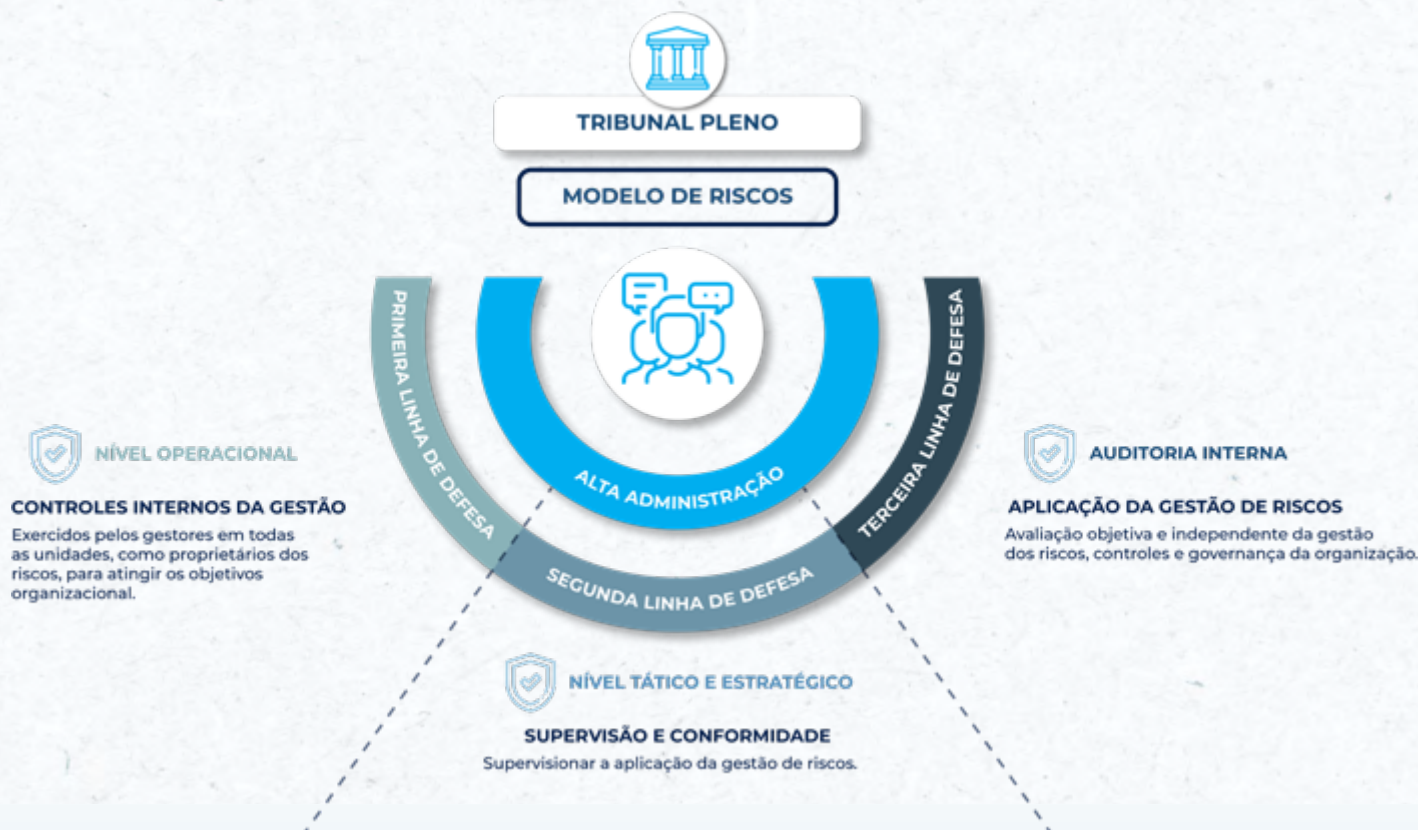 TRIBUNAL PLENO
MODELO DE RISCOS
PRIMEIRA LINHA DE DEFESA
ALTA ADMINISTRAÇÃO
TERCEIRA LINHA DE DEFESA
SEGUNDA LINHA DE DEFESA
NÍVEL OPERACIONAL
CONTROLES INTERNOS DA GESTÃO
Exercidos pelos gestores em todas
as unidades, como proprietários dos
riscos, para atingir os objetivos
organizacional.
AUDITORIA INTERNA
APLICAÇÃO DA GESTÃO DE RISCOS
Avaliação objetiva e independente da gestão
dos riscos, controles e governança da organização.
NÍVEL TÁTICO E ESTRATÉGICO
SUPERVISÃO E CONFORMIDADE
Supervisionar a aplicação da gestão de riscos.